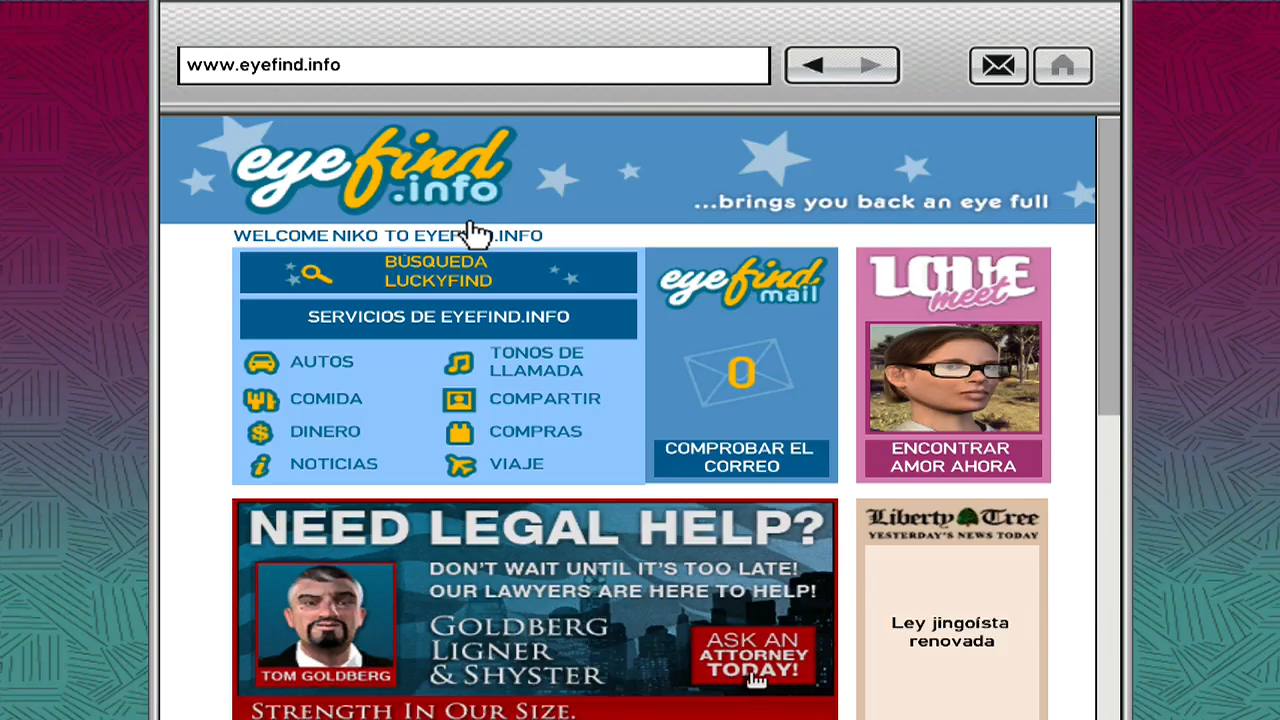 www.eyefind.info
eyefind
.info
...brings you back an eye full
WELCOME NIKO TO EYEF .INFO
BÚSQUEDA
LUCKYFIND
SERVICIOS DE EYEFIND.INFO
AUTOS
TONOS DE
LLAMADA
COMIDA
COMPARTIR
DINERO
COMPRAS
NOTICIAS
VIAJE
eyefind
mail
0
COMPROBAR EL
CORREO
LOVE
meet
ENCONTRAR
AMOR AHORA
NEED LEGAL HELP?
DON'T WAIT UNTIL IT'S TOO LATE!
OUR LAWYERS ARE HERE TO HELP!
GOLDBERG
LIGNER
& SHYSTER
ASK AN
ATTORNEY
TODAY!
TOM GOLDBERG
STRENGTH IN OUR SIZE.
Liberty Tree
YESTERDAY'S NEWS TODAY
Ley jingoísta
renovada